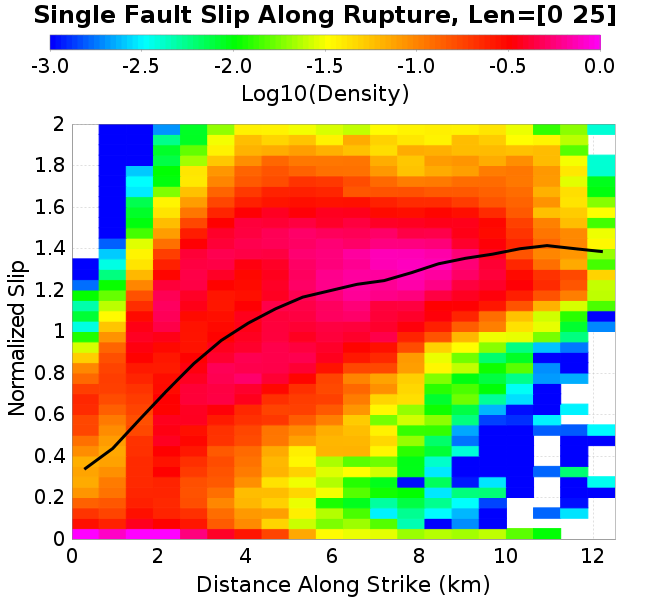 Single Fault Slip Along Rupture, Len=[0 25]
-3.0 -2.5 -2.0 -1.5 -1.0 -0.5 0.0
Log10(Density)
2
1.8
1.6
1.4
1.2
1
0.8
0.6
0.4
0.2
0
Normalized Slip
0 2 4 6 8 10 12
Distance Along Strike (km)